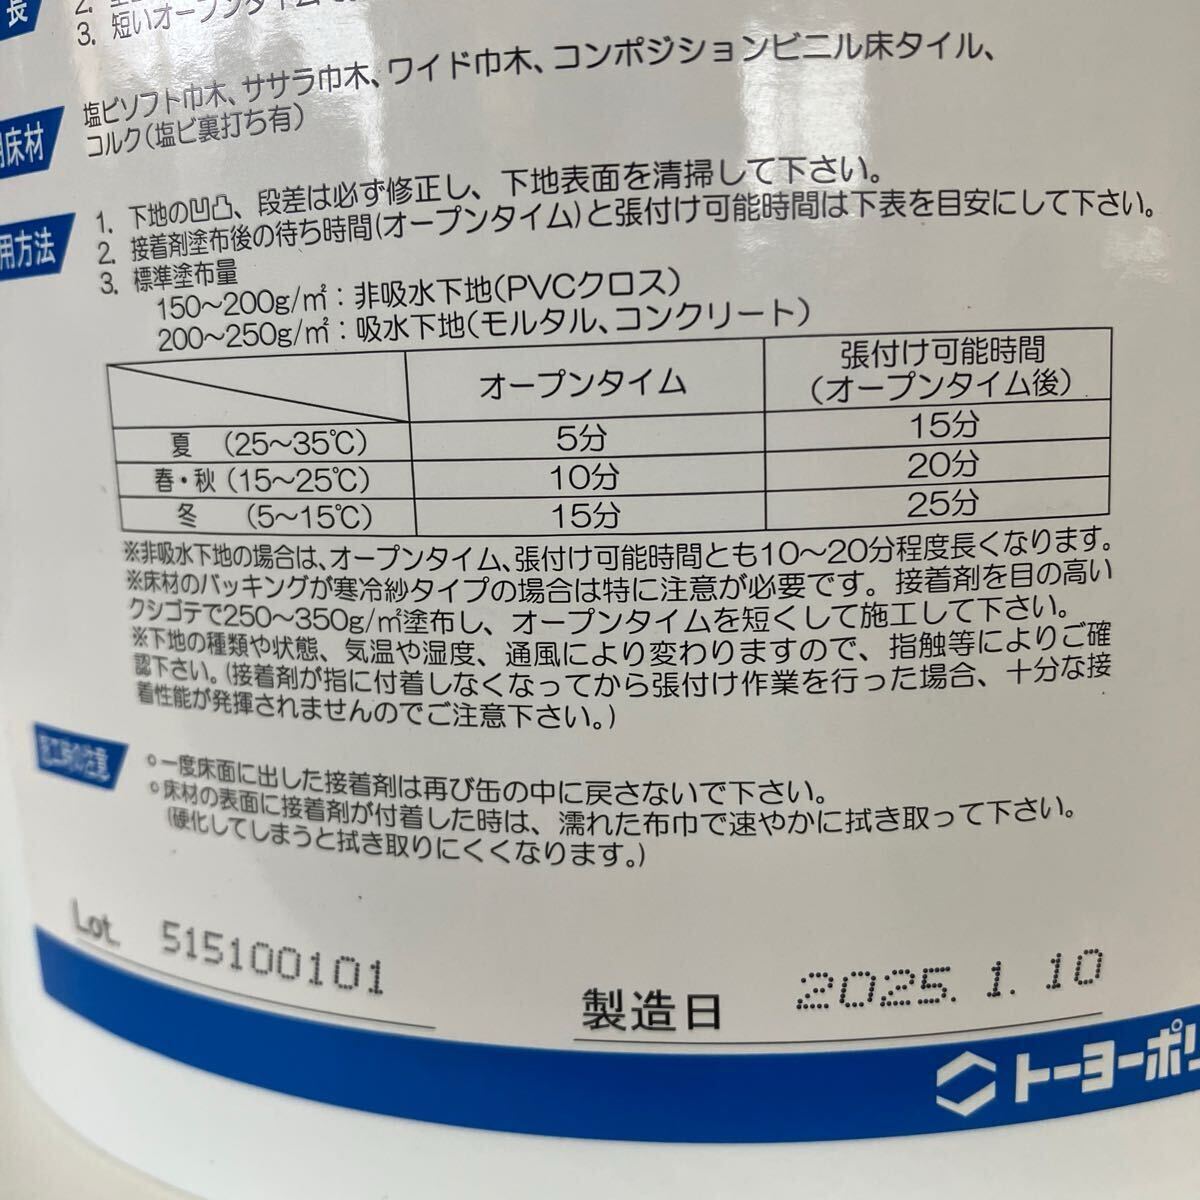 長
3. 短いオープンタイム
塩ビソフト巾木、ササラ巾木、ワイド巾木、コンポジションビニル床タイル、
コルク(塩ビ裏打ち有)
床材
用方法
1. 下地の凹凸、段差は必ず修正し、下地表面を清掃して下さい。
2. 接着剤塗布後の待ち時間(オープンタイム)と張付け可能時間は下表を目安にして下さい。
3. 標準塗布量
150～200g/㎡：非吸水下地(PVCクロス)
200～250g/㎡：吸水下地(モルタル、コンクリート)
オープンタイム 張付け可能時間
(オープンタイム後)
夏 (25～35℃) 5分 15分
春・秋 (15～25℃) 10分 20分
冬 (5～15℃) 15分 25分
※非吸水下地の場合は、オープンタイム、張付け可能時間とも10～20分程度長くなります。
※床材のバッキングが寒冷紗タイプの場合は特に注意が必要です。接着剤を目の高い
クシゴテで250～350g/㎡塗布し、オープンタイムを短くして施工して下さい。
※下地の種類や状態、気温や湿度、通風により変わりますので、指触等によりご確
認下さい。(接着剤が指に付着しなくなってから張付け作業を行った場合、十分な接
着性能が発揮されませんのでご注意下さい。)
施工時の注意
○一度床面に出した接着剤は再び缶の中に戻さないで下さい。
○床材の表面に接着剤が付着した時は、濡れた布巾で速やかに拭き取って下さい。
(硬化してしまうと拭き取りにくくなります。)
Lot. 515100101
製造日 2025.1.10
トーヨーポリ